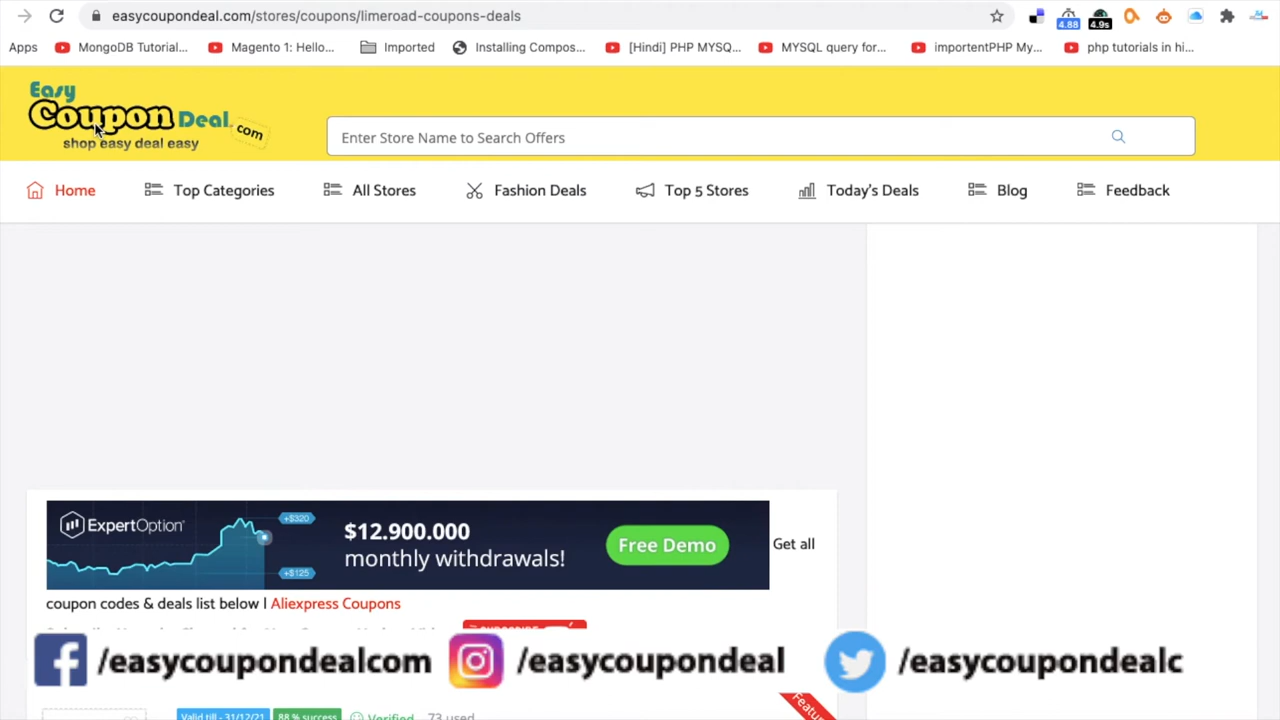 easycoupondeal.com/stores/coupons/limeroad-coupons-deals
4.88
4.9s
Apps
MongoDB Tutorial...
Magento 1: Hello...
Imported
Installing Compos...
[Hindi] PHP MYSQ...
MYSQL query for...
importentPHP My...
php tutorials in hi...
Easy
Coupon Deal.com
shop easy deal easy
Enter Store Name to Search Offers
Home
Top Categories
All Stores
Fashion Deals
Top 5 Stores
Today's Deals
Blog
Feedback
ExpertOption
+$320
+$125
$12.900.000
monthly withdrawals!
Free Demo
Get all
coupon codes & deals list below | Aliexpress Coupons
/easycoupondealcom
/easycoupondeal
/easycoupondealc
Valid till - 31/12/21
88 % success
Verified
73 used